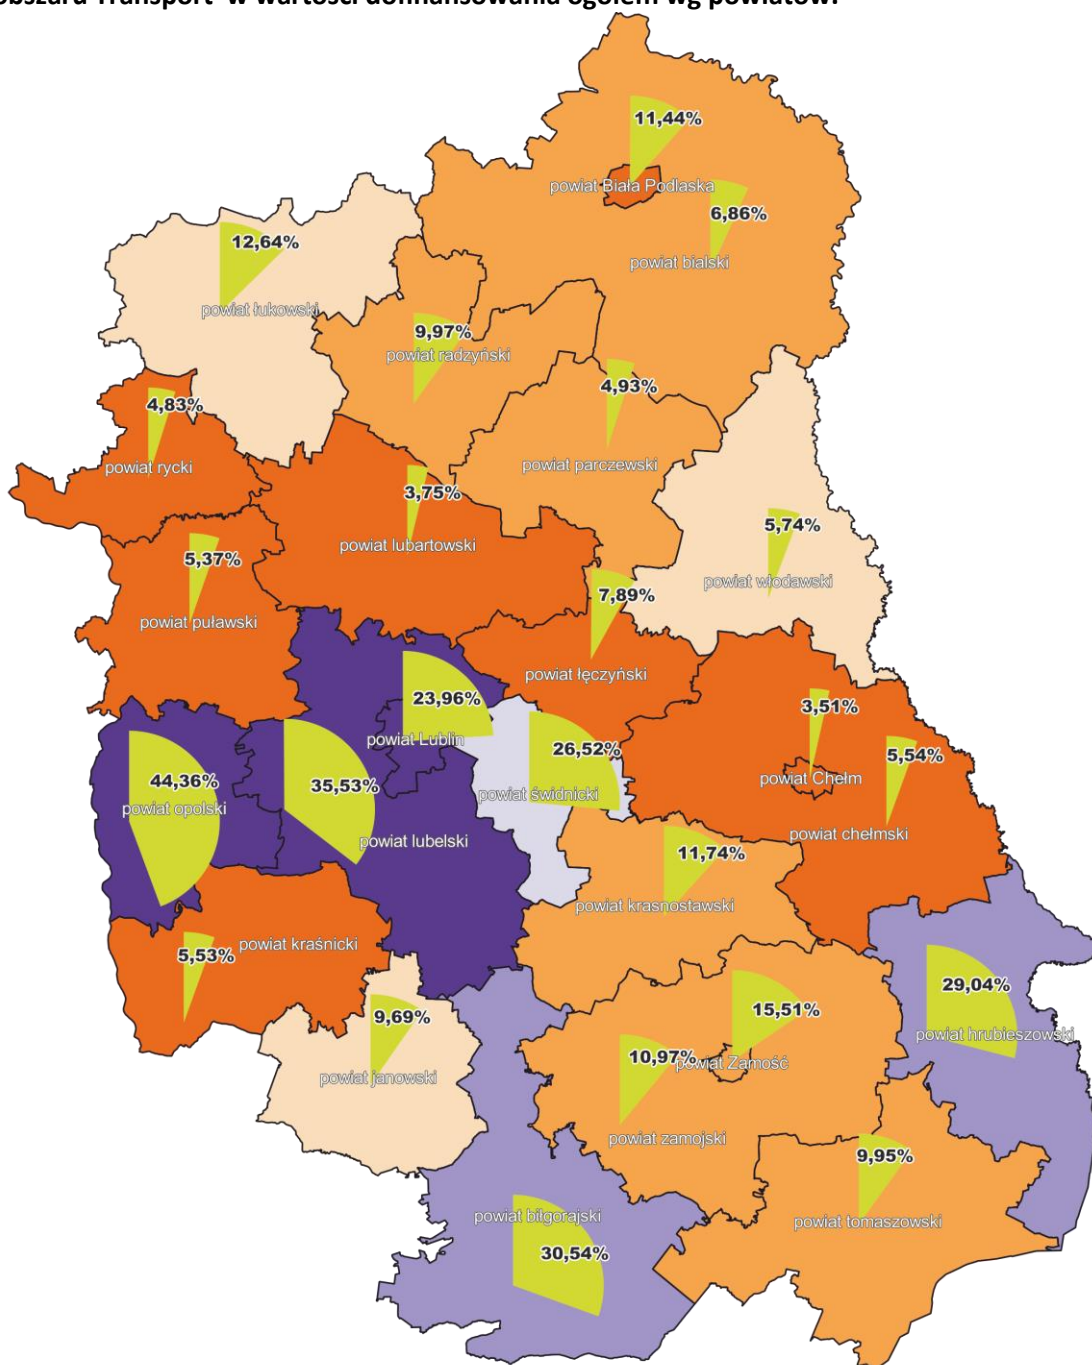 obszaru Transport w wartości dofinansowania ogółem wg powiatów.
11,44%
powiat Biała Podlaska
6,86%
powiat bialski
12,64%
powiat łukowski
9,97%
powiat radzyński
4,93%
powiat parczewski
4,83%
powiat rycki
3,75%
powiat lubartowski
5,74%
powiat włodawski
5,37%
powiat puławski
7,89%
powiat łęczyński
23,96%
powiat Lublin
3,51%
powiat Chełm
5,54%
powiat chełmski
44,36%
powiat opolski
35,53%
powiat lubelski
26,52%
powiat świdnicki
11,74%
powiat krasnostawski
5,53%
powiat kraśnicki
29,04%
powiat hrubieszowski
9,69%
powiat janowski
15,51%
powiat Zamość
10,97%
powiat zamojski
9,95%
powiat tomaszowski
powiat biłgorajski
30,54%